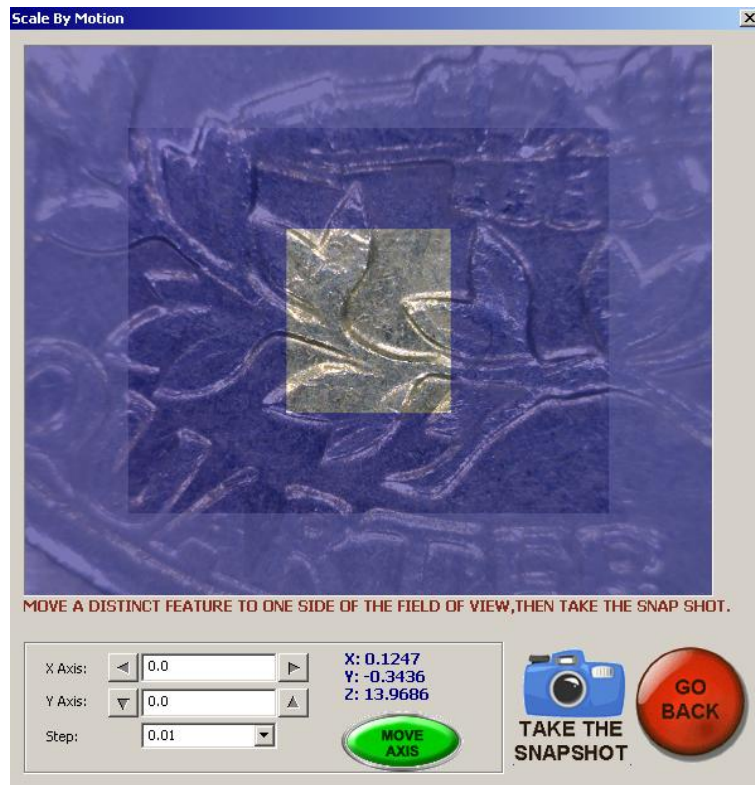 Scale By Motion
MOVE A DISTINCT FEATURE TO ONE SIDE OF THE FIELD OF VIEW,THEN TAKE THE SNAP SHOT.
X Axis: 0.0
Y Axis: 0.0
Step: 0.01
X: 0.1247
Y: -0.3436
Z: 13.9686
MOVE
AXIS
TAKE THE
SNAPSHOT
GO
BACK